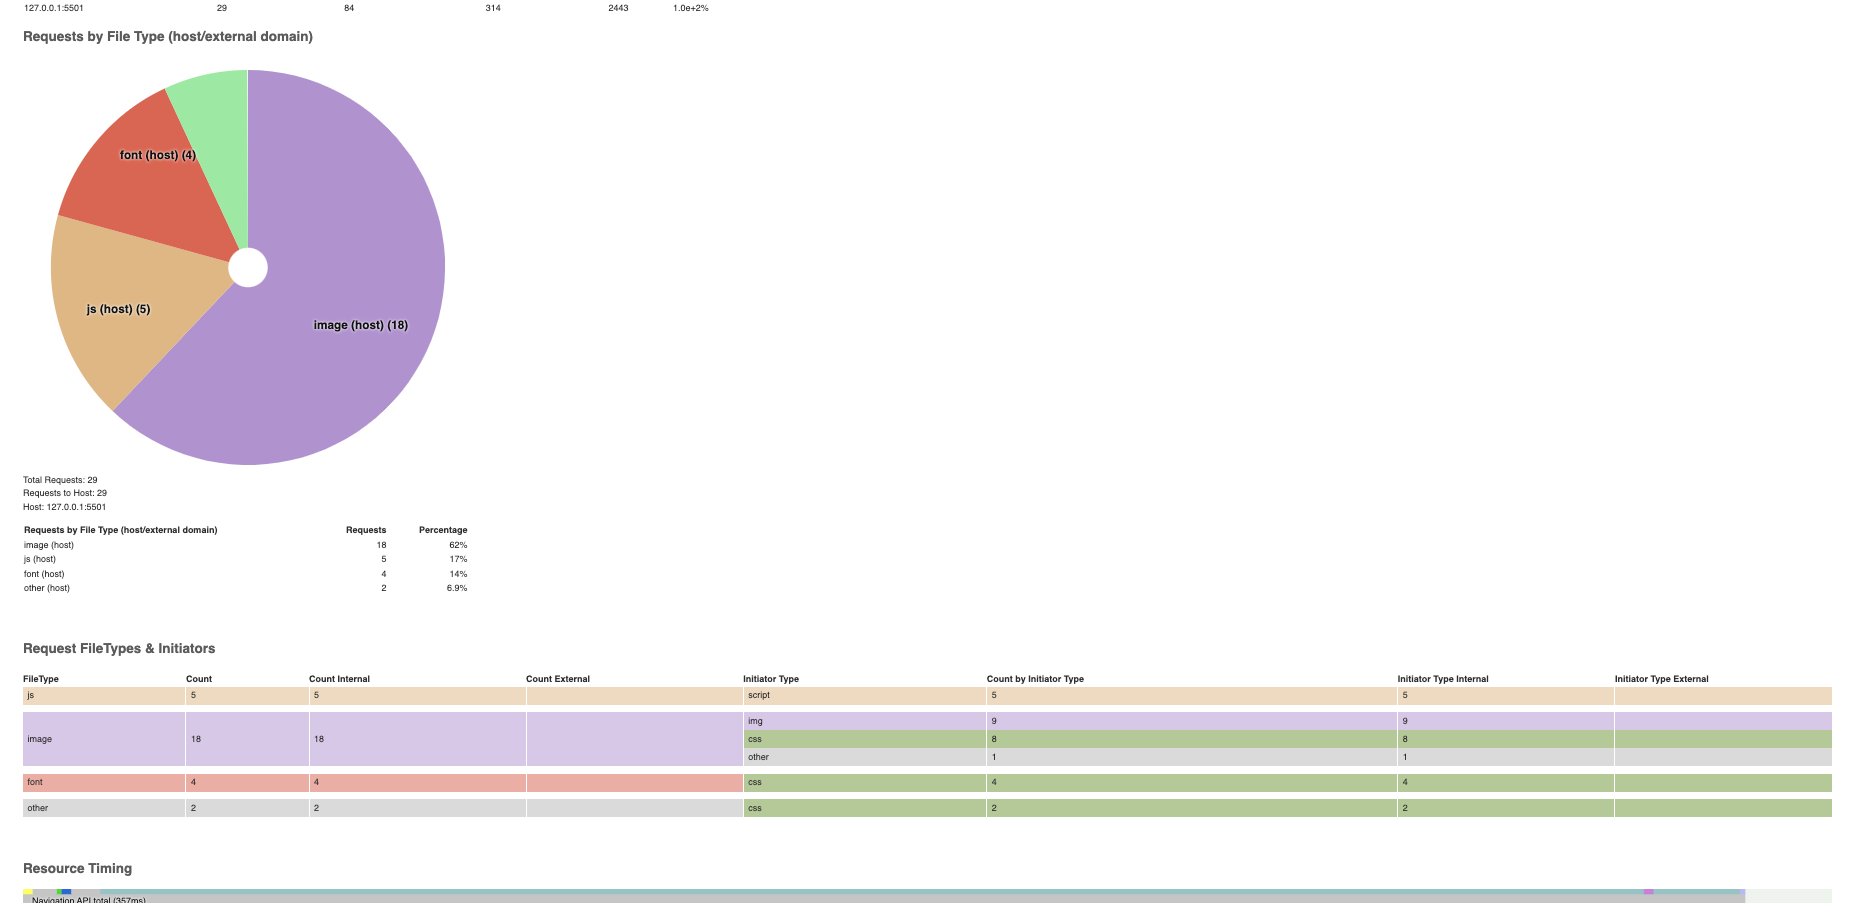 127.0.0.1:5501 29 84 314 2443 1.0e+2%
Requests by File Type (host/external domain)
font (host) (4)
js (host) (5)
image (host) (18)
Total Requests: 29
Requests to Host: 29
Host: 127.0.0.1:5501
Requests by File Type (host/external domain) Requests Percentage
image (host) 18 62%
js (host) 5 17%
font (host) 4 14%
other (host) 2 6.9%
Request FileTypes & Initiators
FileType Count Count Internal Count External Initiator Type Count by Initiator Type Initiator Type Internal Initiator Type External
js 5 5 script 5 5
img 9 9
image 18 18 css 8 8
other 1 1
font 4 4 css 4 4
other 2 2 css 2 2
Resource Timing
Navigation API total (357ms)